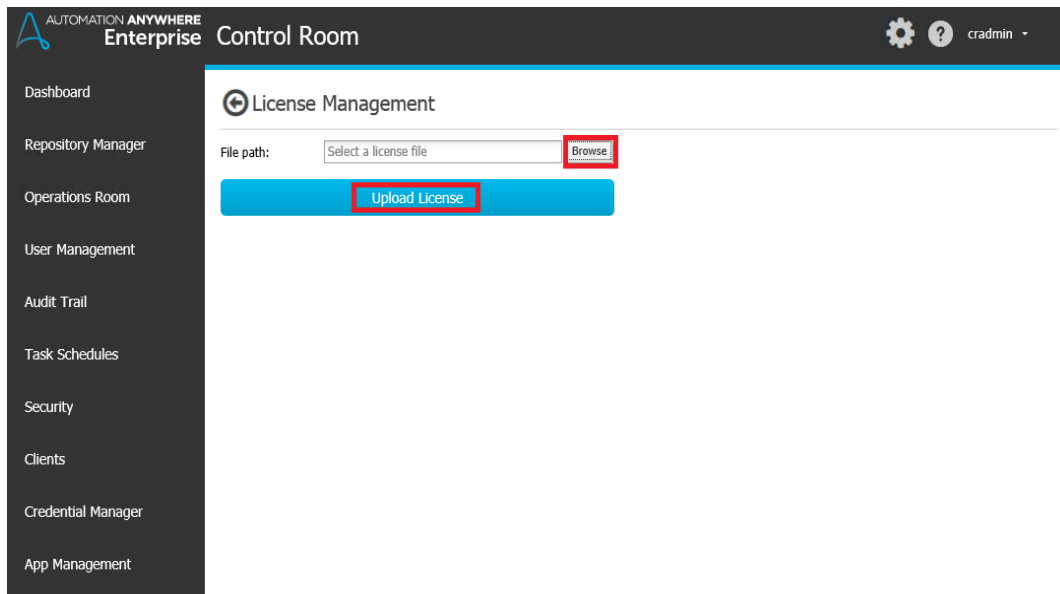 AUTOMATION ANYWHERE
Enterprise
Control Room
?
cradmin
Dashboard
Repository Manager
Operations Room
User Management
Audit Trail
Task Schedules
Security
Clients
Credential Manager
App Management
License Management
File path:
Select a license file
Browse
Upload License